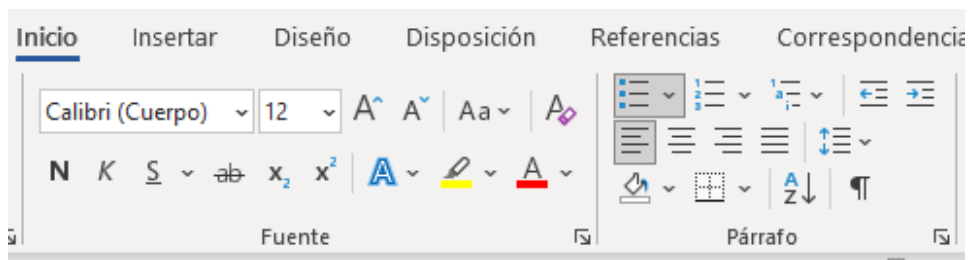 Inicio Insertar Diseño Disposición Referencias Correspondencia
Calibri (Cuerpo) 12 A A Aa A
N K S ab x₂ x² A A
Fuente Párrafo